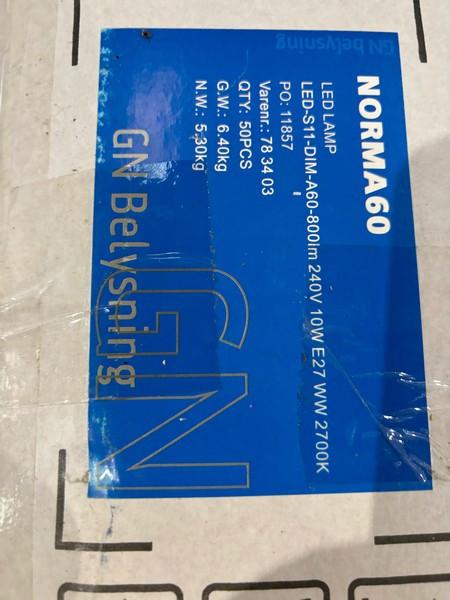 GN belysning
NORMA60
LED LAMP
LED-S11-DIM-A60-800lm 240V 10W E27 WW 2700K
PO: 11857
Varenr.: 78 34 03
QTY: 50PCS
G.W.: 6.40kg
N.W.: 5.30kg
GN
GN Belysning